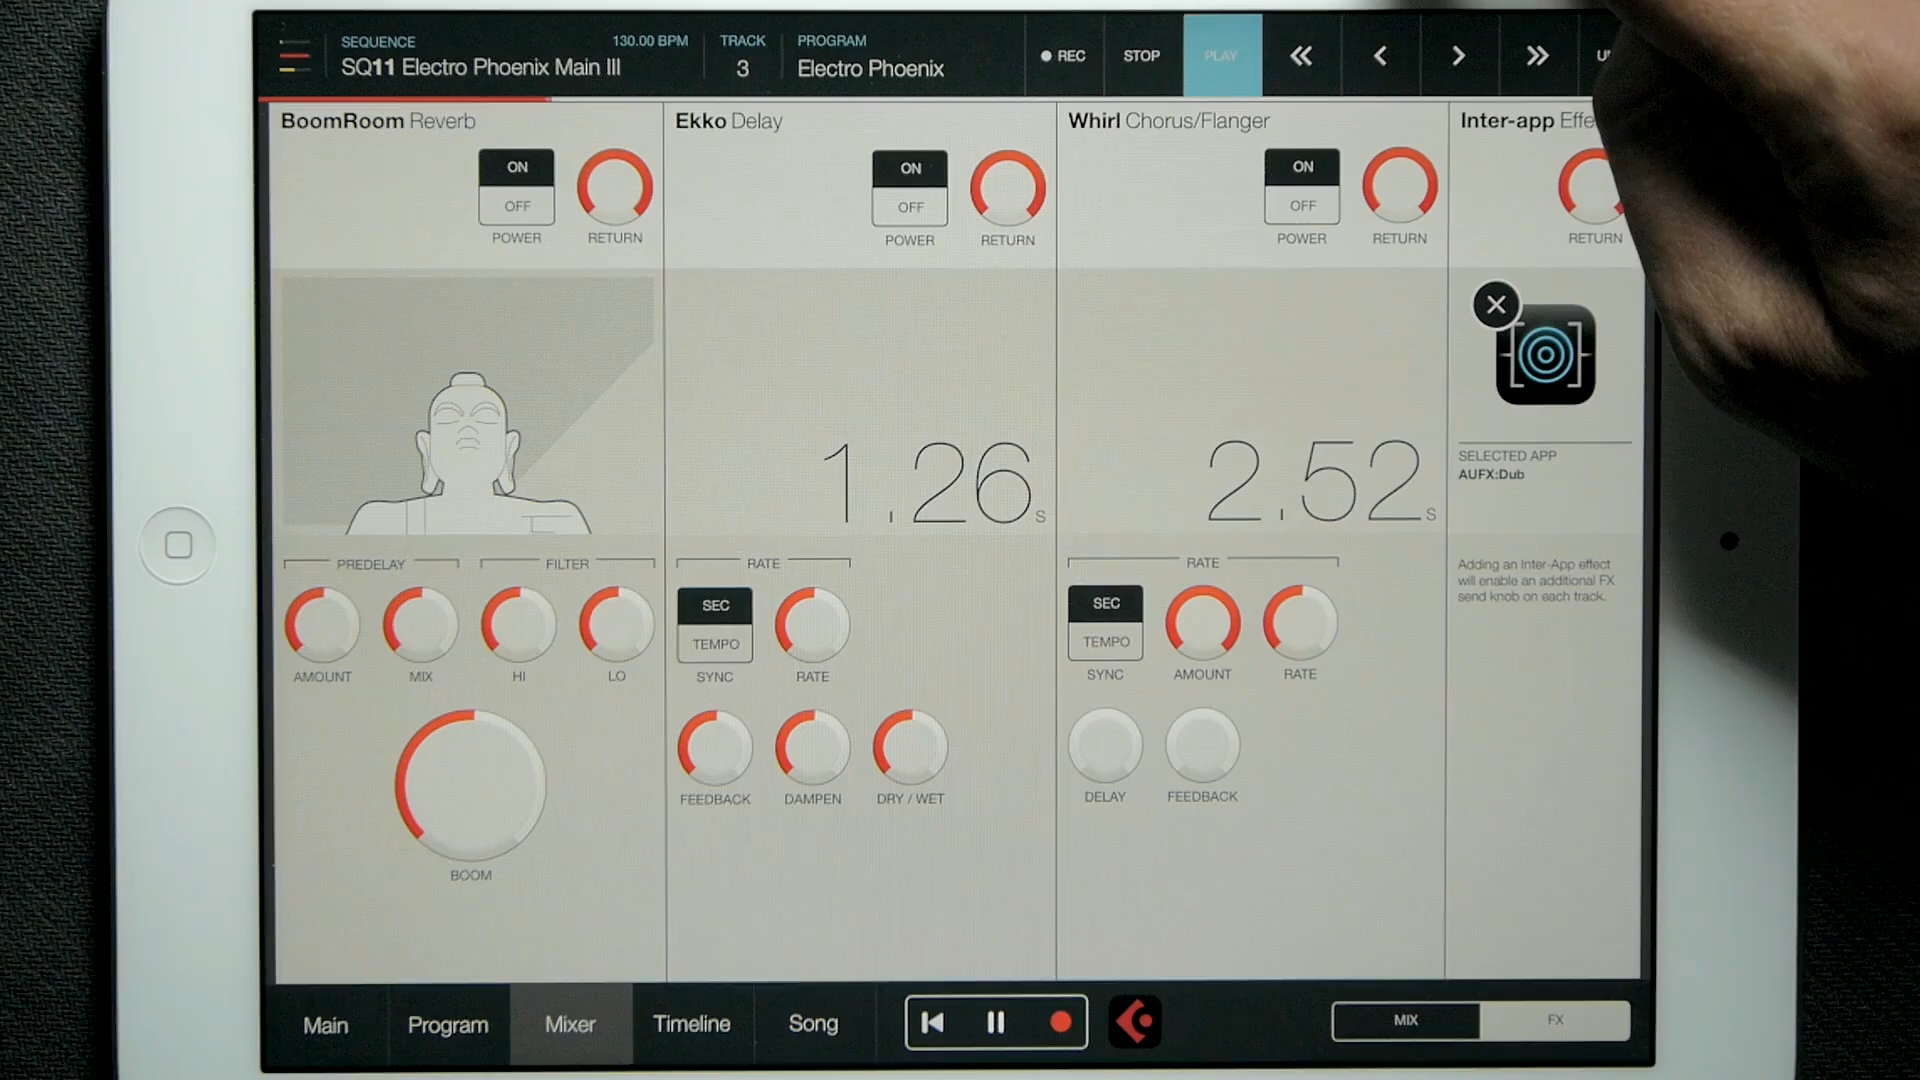 SEQUENCE 130.00 BPM TRACK PROGRAM
SQ11 Electro Phoenix Main III 3 Electro Phoenix
REC STOP PLAY
BoomRoom Reverb
ON
OFF
POWER RETURN
PREDELAY FILTER
AMOUNT MIX HI LO
BOOM
Ekko Delay
ON
OFF
POWER RETURN
1.26 s
RATE
SEC
TEMPO
SYNC RATE
FEEDBACK DAMPEN DRY / WET
Whirl Chorus/Flanger
ON
OFF
POWER RETURN
2.52 s
RATE
SEC
TEMPO
SYNC AMOUNT RATE
DELAY FEEDBACK
Inter-app
RETURN
SELECTED APP
AUFX:Dub
Adding an Inter-App effect
will enable an additional FX
send knob on each track.
Main Program Mixer Timeline Song MIX FX